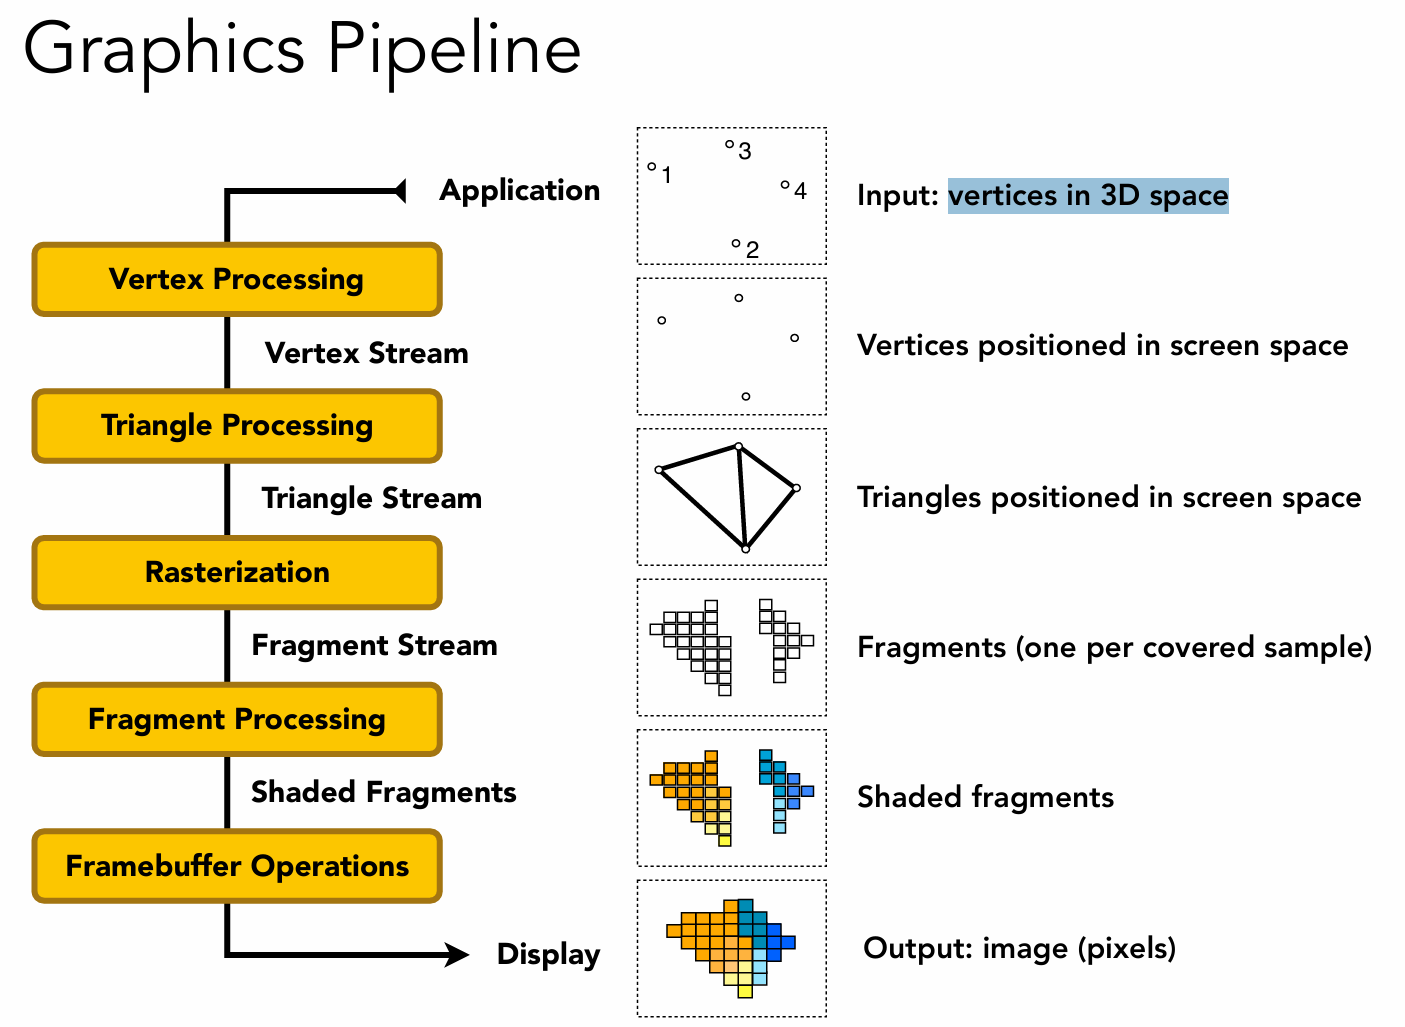 Graphics Pipeline
Application
1
3
4
2
Input: vertices in 3D space
Vertex Processing
Vertex Stream
Vertices positioned in screen space
Triangle Processing
Triangle Stream
Triangles positioned in screen space
Rasterization
Fragment Stream
Fragments (one per covered sample)
Fragment Processing
Shaded Fragments
Shaded fragments
Framebuffer Operations
Display
Output: image (pixels)